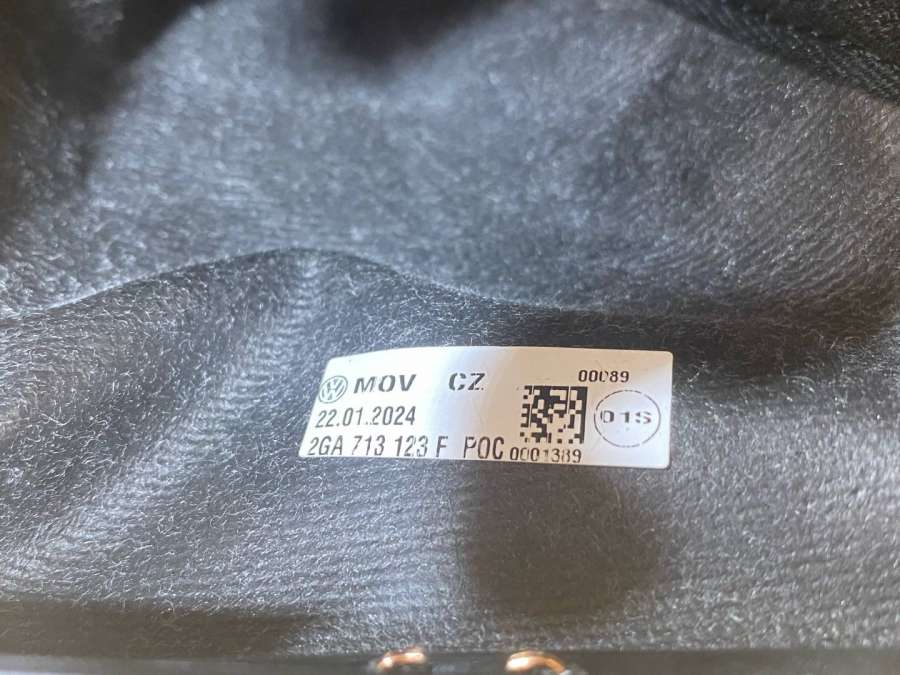 MOV CZ 00089
22.01.2024 01S
2GA 713 123 F POC 0001389